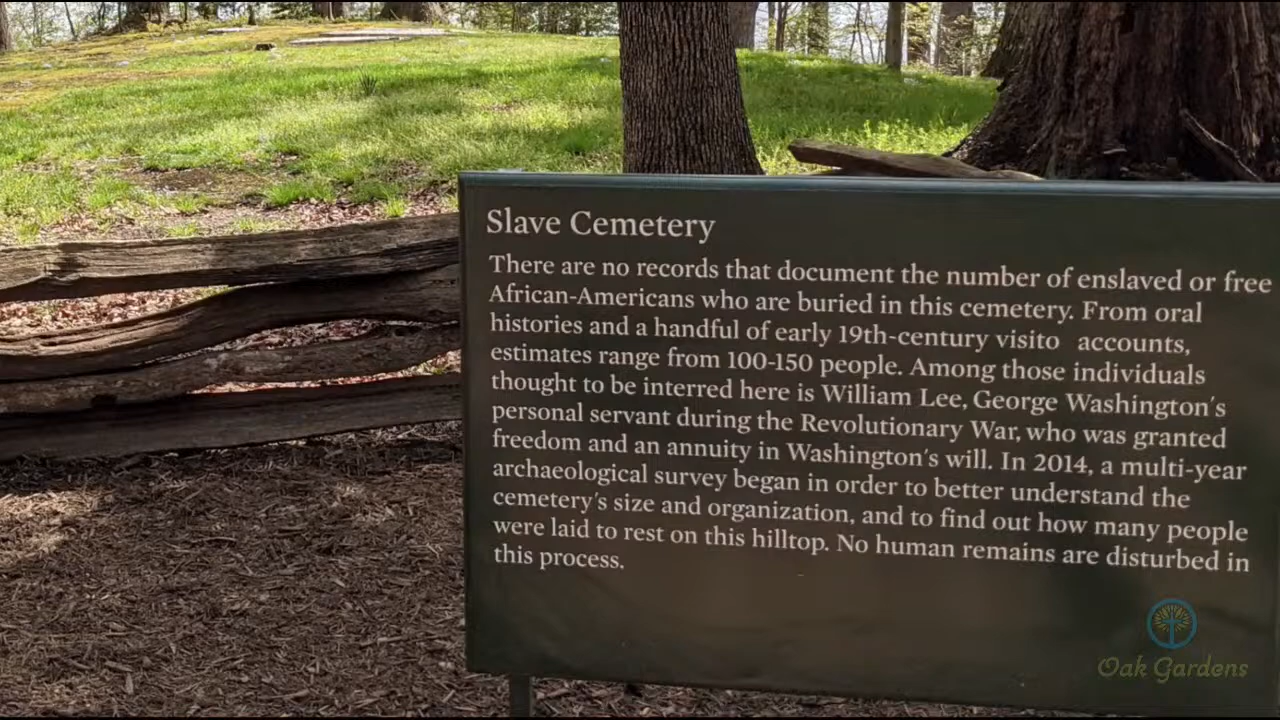 Slave Cemetery
There are no records that document the number of enslaved or free
African-Americans who are buried in this cemetery. From oral
histories and a handful of early 19th-century visito accounts,
estimates range from 100-150 people. Among those individuals
thought to be interred here is William Lee, George Washington's
personal servant during the Revolutionary War, who was granted
freedom and an annuity in Washington's will. In 2014, a multi-year
archaeological survey began in order to better understand the
cemetery's size and organization, and to find out how many people
were laid to rest on this hilltop. No human remains are disturbed in
this process.
Oak Gardens